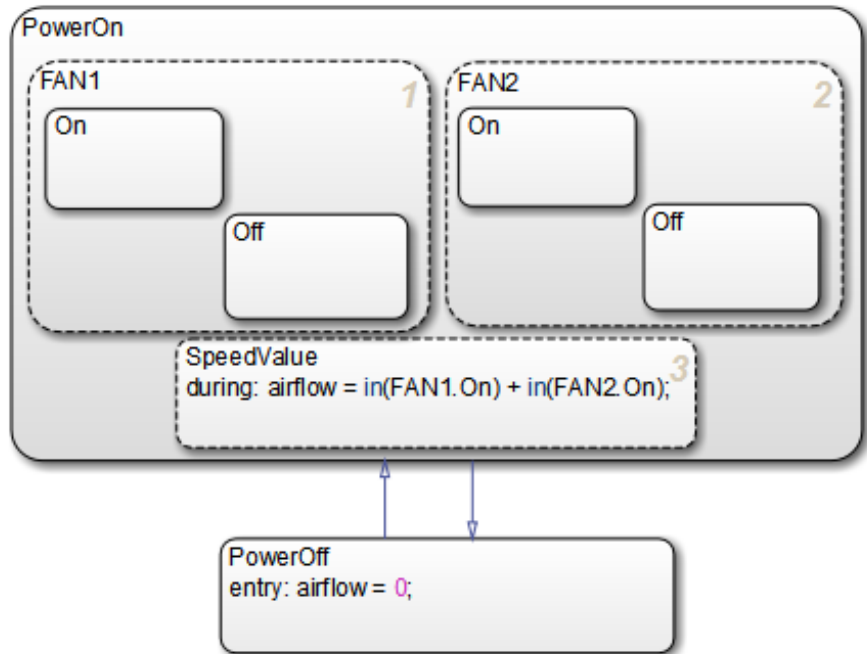 PowerOn
FAN1
1
On
Off
FAN2
2
On
Off
SpeedValue
3
during: airflow = in(FAN1.On) + in(FAN2.On);
PowerOff
entry: airflow = 0;